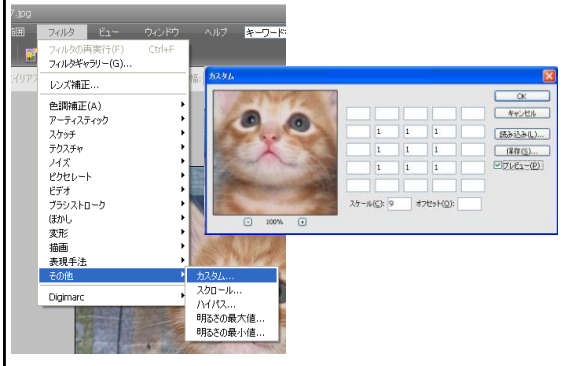 7.jpg
フィルタ ビュー ウィンドウ ヘルプ キーワード
フィルタの再実行(F) Ctrl+F
フィルタギャラリー(G)...
レンズ補正...
色調補正(A)
アーティスティック
スケッチ
テクスチャ
ノイズ
ピクセレート
ビデオ
ブラシストローク
ぼかし
変形
描画
表現手法
その他
Digimarc
カスタム...
スクロール...
ハイパス...
明るさの最大値...
明るさの最小値...
カスタム
OK
キャンセル
1 1 1
読み込み(L)...
1 1 1
保存(S)...
1 1 1
プレビュー(P)
スケール(C): 9 オフセット(O):
100%